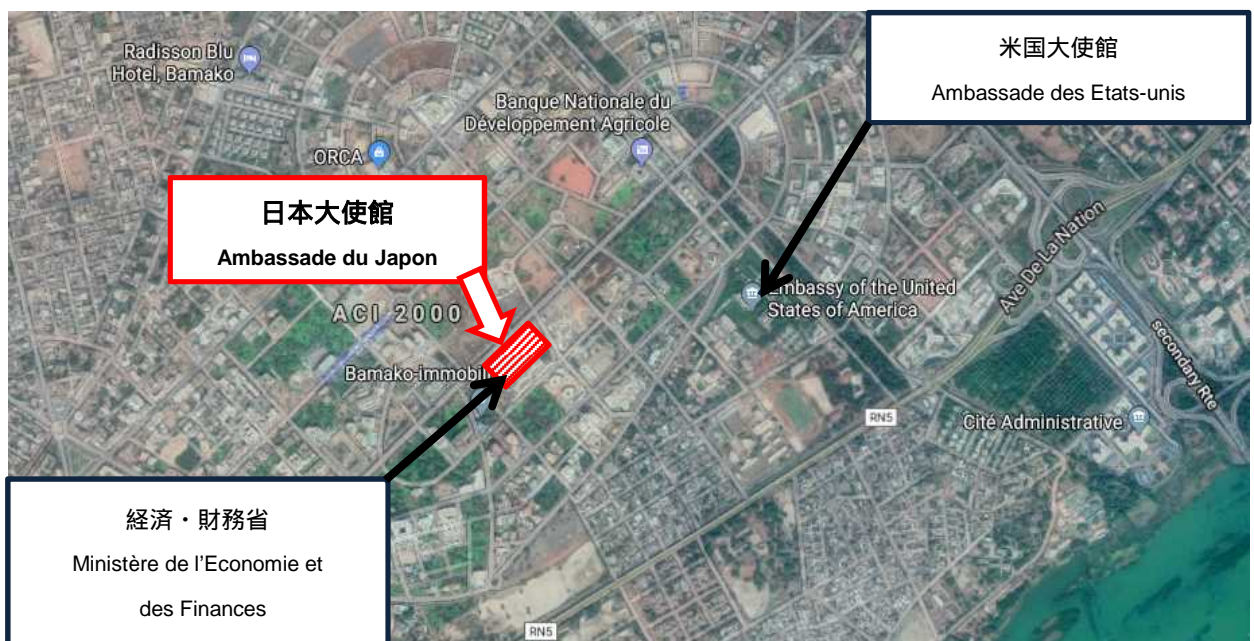 米国大使館
Ambassade des Etats-unis
Radisson Blu
Hotel, Bamako
Banque Nationale du
Développement Agricole
ORCA
日本大使館
Ambassade du Japon
Ave De La Nation
Embassy of the United
States of America
ACI 2000
secondary Rte
Bamako-immobili
RN5
Cité Administrative
経済・財務省
Ministère de l'Economie et
des Finances
RN5